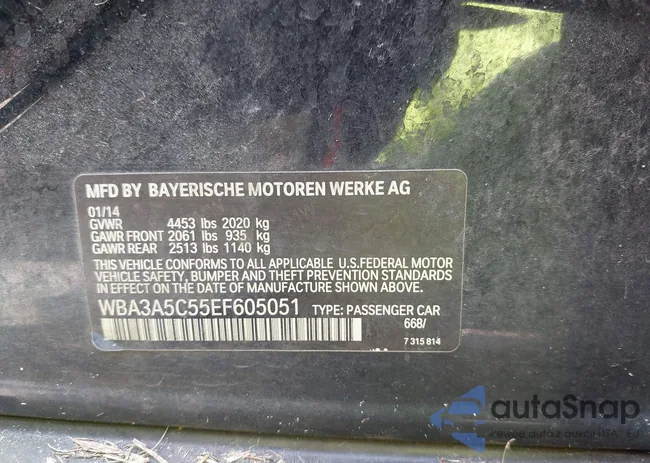 MFD BY BAYERISCHE MOTOREN WERKE AG
01/14
GVWR 4453 lbs 2020 kg
GAWR FRONT 2061 lbs 935 kg
GAWR REAR 2513 lbs 1140 kg
THIS VEHICLE CONFORMS TO ALL APPLICABLE U.S.FEDERAL MOTOR
VEHICLE SAFETY, BUMPER AND THEFT PREVENTION STANDARDS
IN EFFECT ON THE DATE OF MANUFACTURE SHOWN ABOVE.
WBA3A5C55EF605051 TYPE: PASSENGER CAR
668/
7 315 814
autaSnap